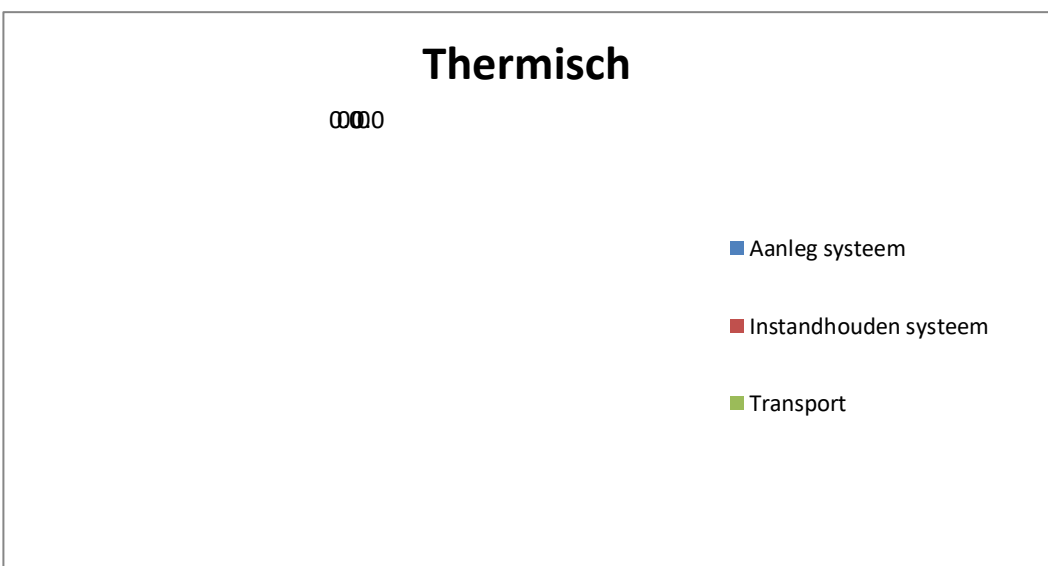 Thermisch
Aanleg systeem
Instandhouden systeem
Transport